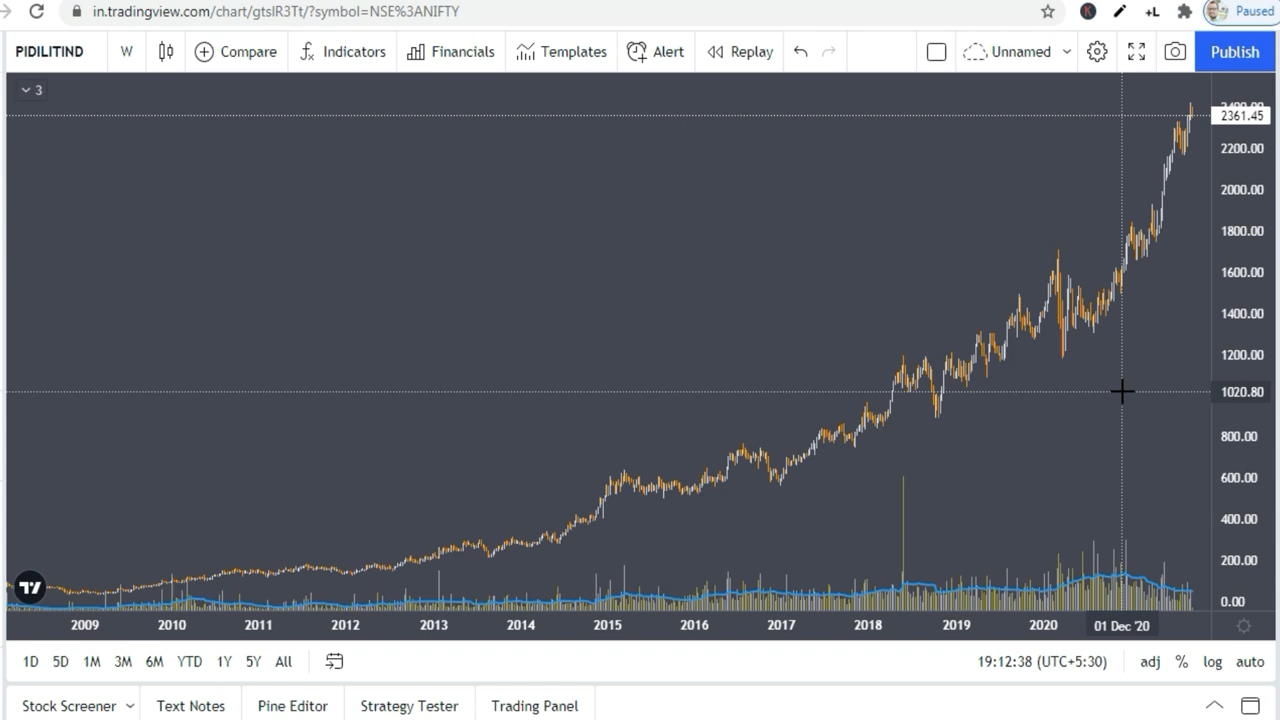 in.tradingview.com/chart/gtslR3Tt/?symbol=NSE%3ANIFTY
K
+L
Paused
PIDILITIND W Compare Indicators Financials Templates Alert Replay Unnamed Publish
3
2400.00
2361.45
2200.00
2000.00
1800.00
1600.00
1400.00
1200.00
1020.80
800.00
600.00
400.00
200.00
0.00
2009 2010 2011 2012 2013 2014 2015 2016 2017 2018 2019 2020 01 Dec '20
1D 5D 1M 3M 6M YTD 1Y 5Y All 19:12:38 (UTC+5:30) adj % log auto
Stock Screener Text Notes Pine Editor Strategy Tester Trading Panel